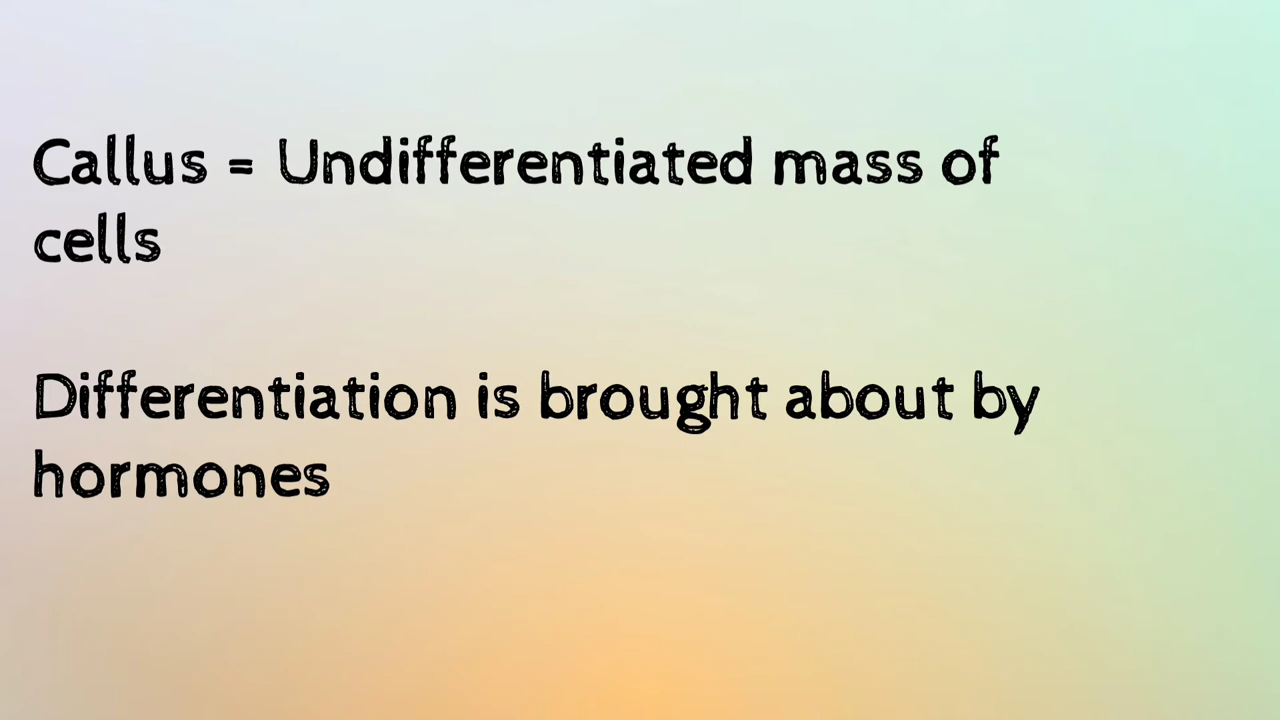 Callus = Undifferentiated mass of
cells
Differentiation is brought about by
hormones